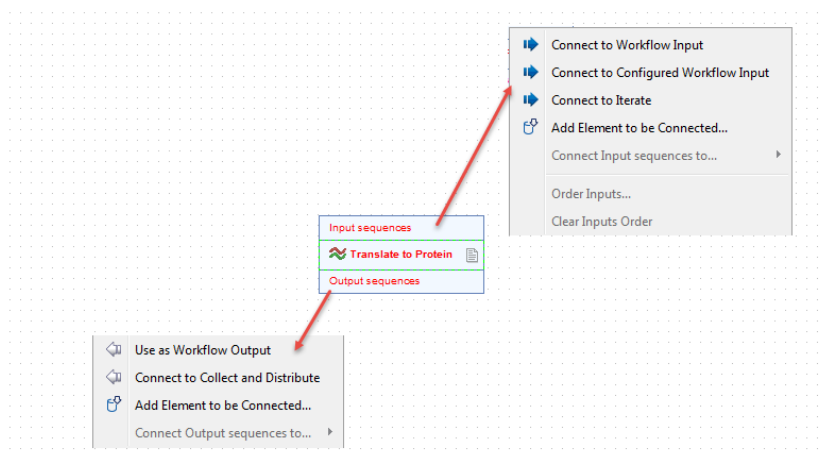 Connect to Workflow Input
Connect to Configured Workflow Input
Connect to Iterate
Add Element to be Connected...
Connect Input sequences to...
Order Inputs...
Clear Inputs Order
Input sequences
Translate to Protein
Output sequences
Use as Workflow Output
Connect to Collect and Distribute
Add Element to be Connected...
Connect Output sequences to...